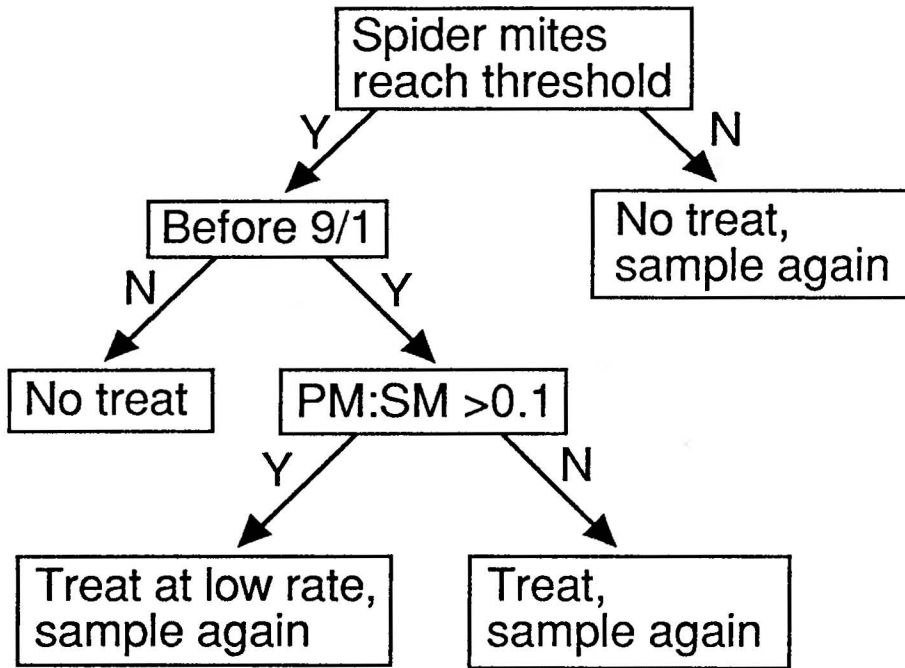 Spider mites
reach threshold
Y
N
Before 9/1
No treat,
sample again
N
Y
No treat
PM:SM >0.1
Y
N
Treat at low rate,
sample again
Treat,
sample again